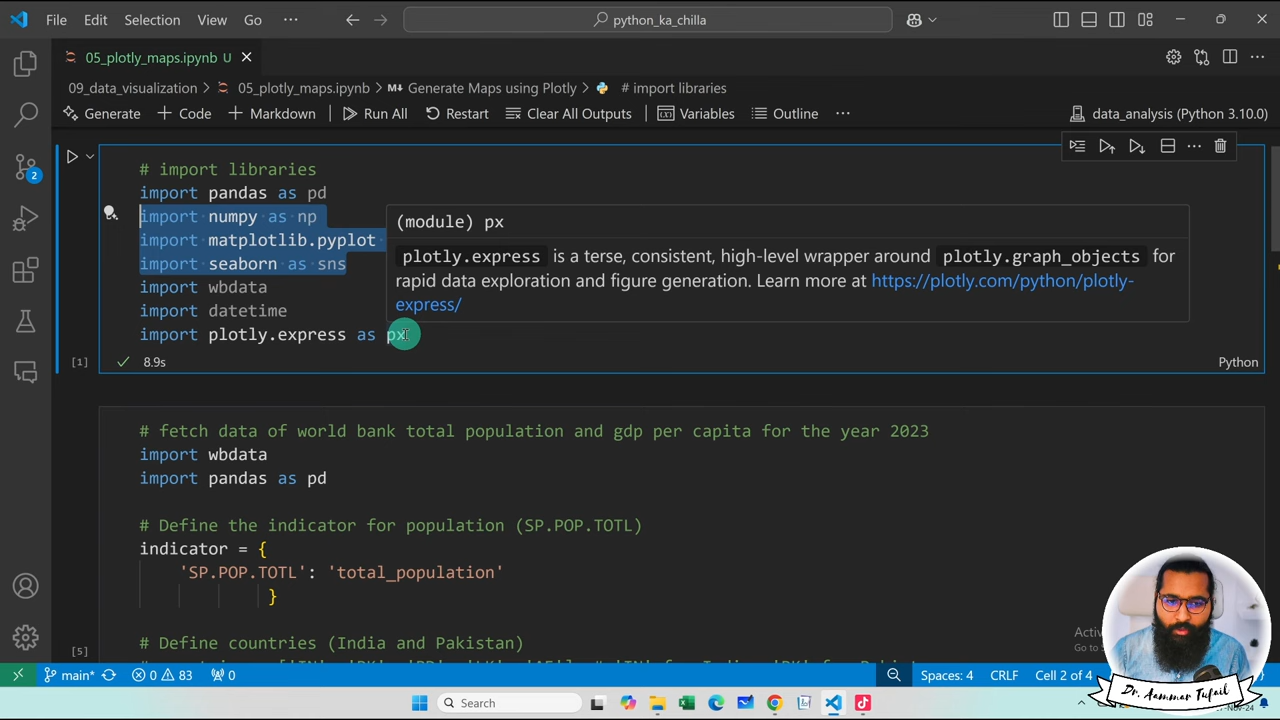 File Edit Selection View Go ···
python_ka_chilla
05_plotly_maps.ipynb U
09_data_visualization > 05_plotly_maps.ipynb > Generate Maps using Plotly > # import libraries
Generate + Code + Markdown Run All Restart Clear All Outputs Variables Outline ···
data_analysis (Python 3.10.0)
# import libraries
import pandas as pd
import numpy as np
import matplotlib.pyplot
import seaborn as sns
import wbdata
import datetime
import plotly.express as px
(module) px
plotly.express is a terse, consistent, high-level wrapper around plotly.graph_objects for
rapid data exploration and figure generation. Learn more at https://plotly.com/python/plotly-
express/
[1] 8.9s
Python
# fetch data of world bank total population and gdp per capita for the year 2023
import wbdata
import pandas as pd
# Define the indicator for population (SP.POP.TOTL)
indicator = {
'SP.POP.TOTL': 'total_population'
}
# Define countries (India and Pakistan)
[5]
2
main* 0 83 0
Spaces: 4 CRLF Cell 2 of 4
Search
Dr. Aammar Tufail